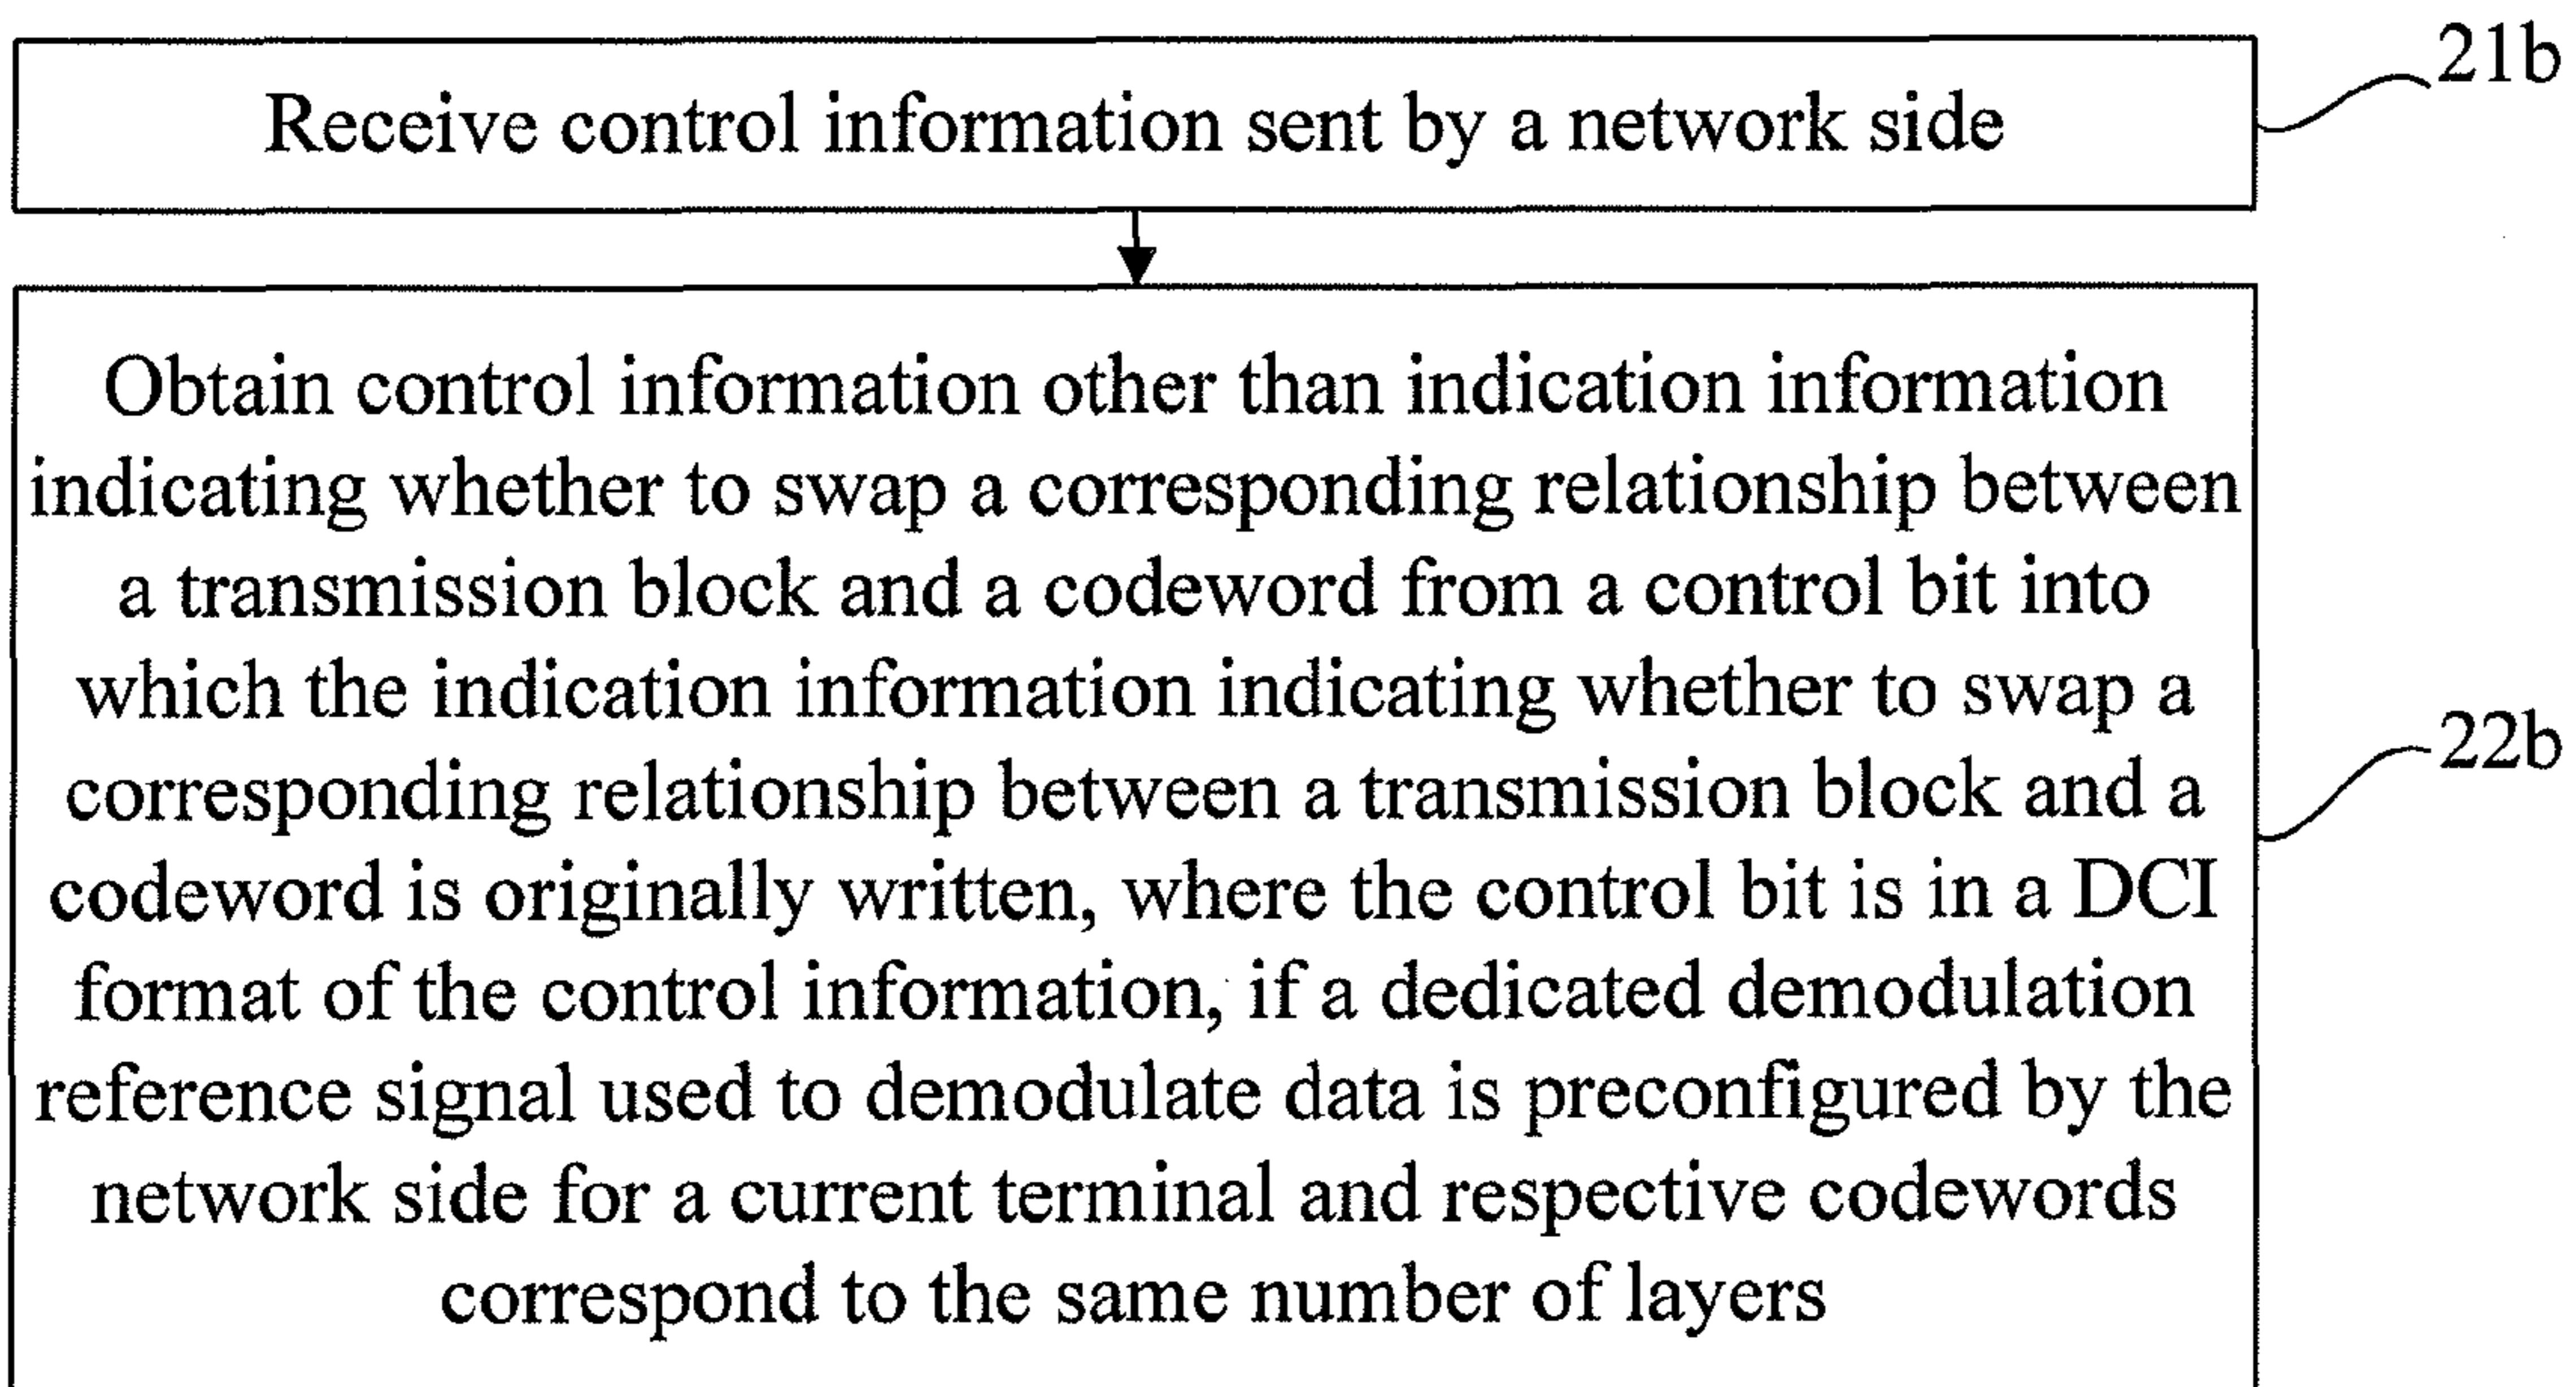 Receive control information sent by a network side
21b
Obtain control information other than indication information
indicating whether to swap a corresponding relationship between
a transmission block and a codeword from a control bit into
which the indication information indicating whether to swap a
corresponding relationship between a transmission block and a
codeword is originally written, where the control bit is in a DCI
format of the control information, if a dedicated demodulation
reference signal used to demodulate data is preconfigured by the
network side for a current terminal and respective codewords
correspond to the same number of layers
22b